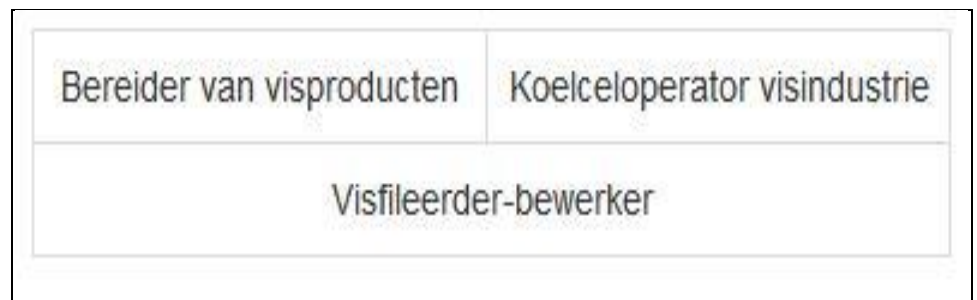 Bereider van visproducten Koelceloperator visindustrie
Visfileerder-bewerker